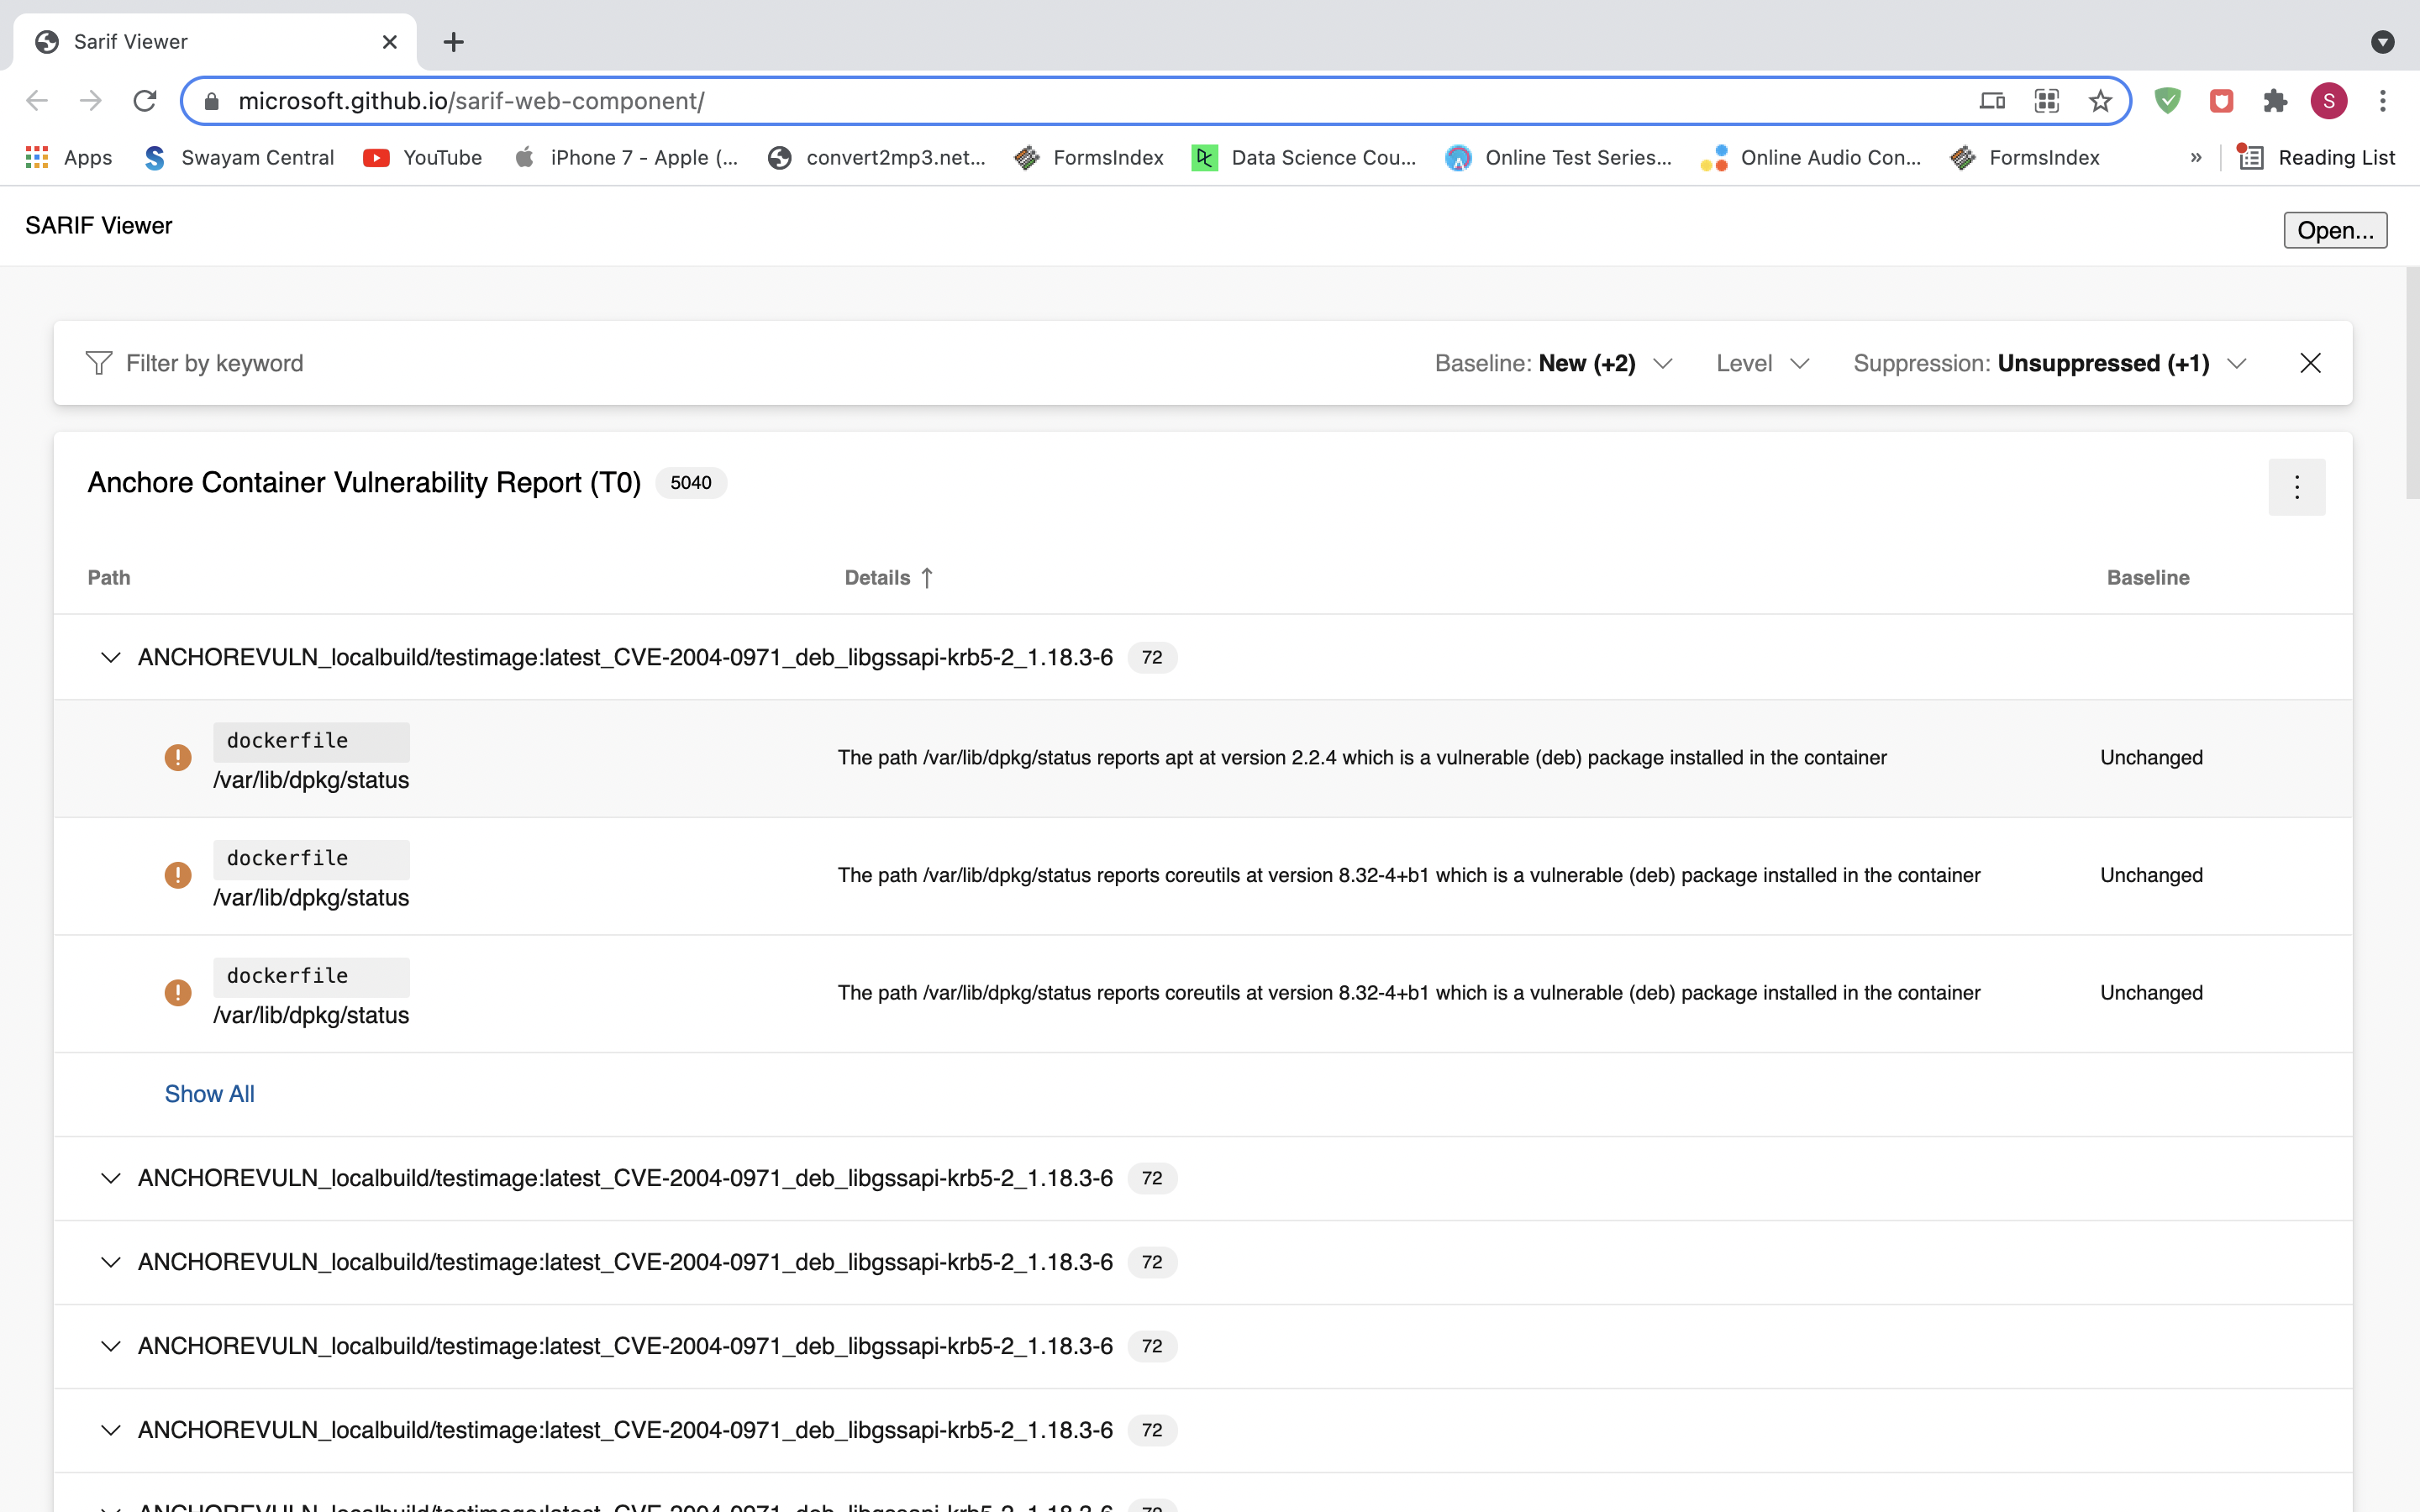 Sarif Viewer
microsoft.github.io/sarif-web-component/
S
Apps Swayam Central YouTube iPhone 7 - Apple (... convert2mp3.net... FormsIndex Data Science Cou... Online Test Series... Online Audio Con... FormsIndex » Reading List
SARIF Viewer Open...
Filter by keyword Baseline: New (+2) Level Suppression: Unsuppressed (+1)
Anchore Container Vulnerability Report (T0) 5040
Path Details ↑ Baseline
ANCHOREVULN_localbuild/testimage:latest_CVE-2004-0971_deb_libgssapi-krb5-2_1.18.3-6 72
dockerfile
/var/lib/dpkg/status The path /var/lib/dpkg/status reports apt at version 2.2.4 which is a vulnerable (deb) package installed in the container Unchanged
dockerfile
/var/lib/dpkg/status The path /var/lib/dpkg/status reports coreutils at version 8.32-4+b1 which is a vulnerable (deb) package installed in the container Unchanged
dockerfile
/var/lib/dpkg/status The path /var/lib/dpkg/status reports coreutils at version 8.32-4+b1 which is a vulnerable (deb) package installed in the container Unchanged
Show All
ANCHOREVULN_localbuild/testimage:latest_CVE-2004-0971_deb_libgssapi-krb5-2_1.18.3-6 72
ANCHOREVULN_localbuild/testimage:latest_CVE-2004-0971_deb_libgssapi-krb5-2_1.18.3-6 72
ANCHOREVULN_localbuild/testimage:latest_CVE-2004-0971_deb_libgssapi-krb5-2_1.18.3-6 72
ANCHOREVULN_localbuild/testimage:latest_CVE-2004-0971_deb_libgssapi-krb5-2_1.18.3-6 72